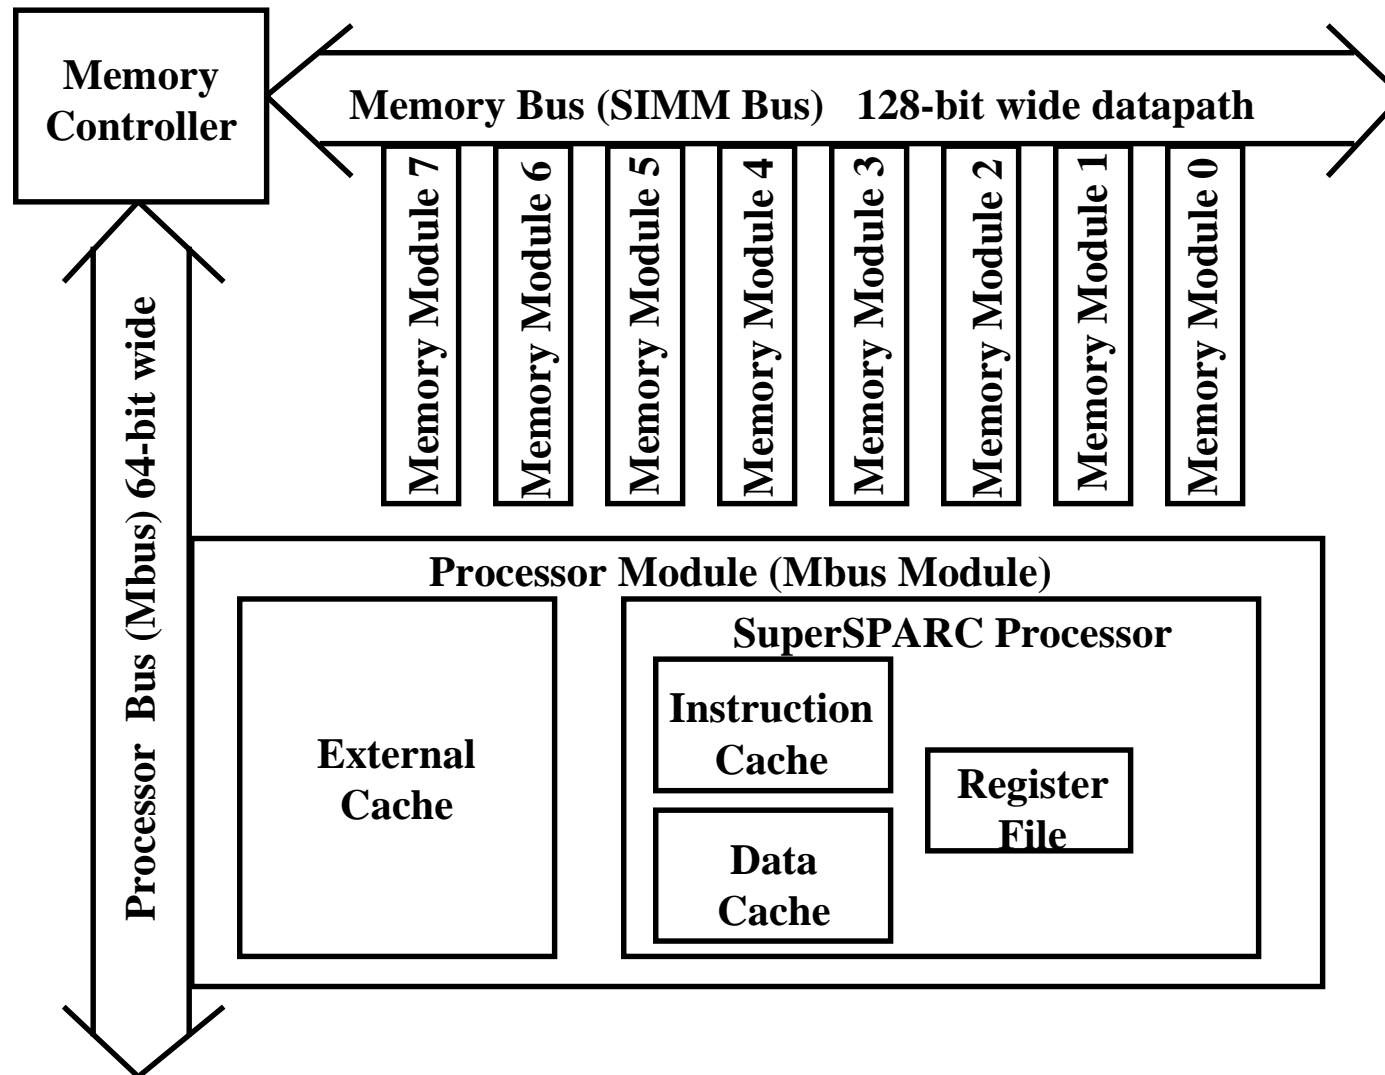 Memory
Controller
Memory Bus (SIMM Bus) 128-bit wide datapath
Memory Module 7
Memory Module 6
Memory Module 5
Memory Module 4
Memory Module 3
Memory Module 2
Memory Module 1
Memory Module 0
Processor Bus (Mbus) 64-bit wide
Processor Module (Mbus Module)
External
Cache
SuperSPARC Processor
Instruction
Cache
Data
Cache
Register
File